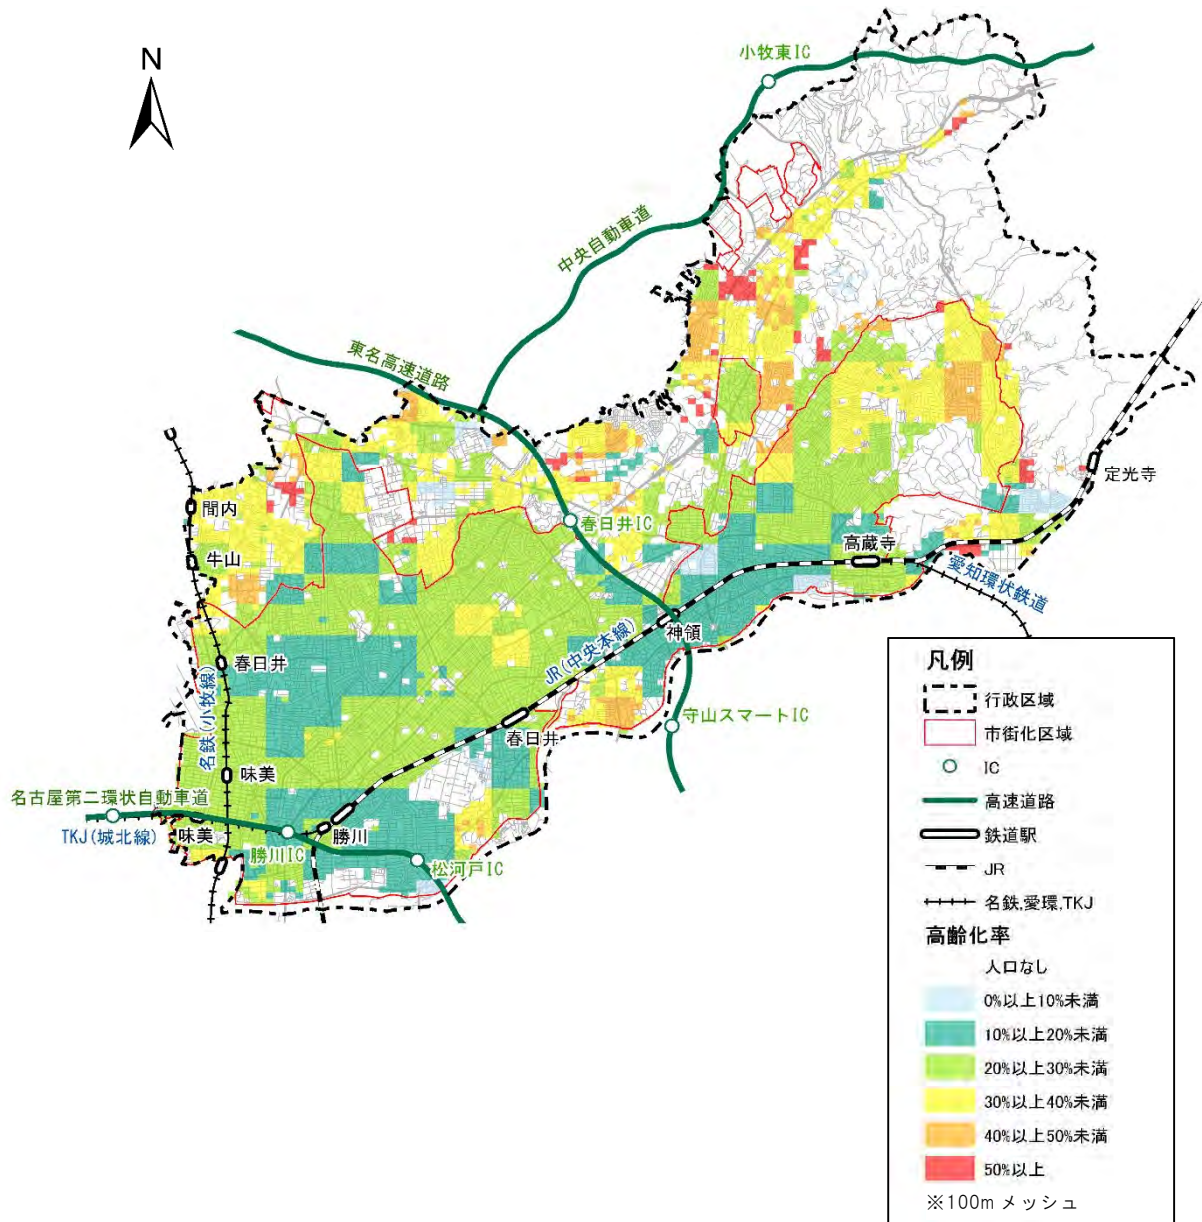 N
小牧東IC
中央自動車道
東名高速道路
定光寺
間内
春日井IC
牛山
高蔵寺
愛知環状鉄道
神領
JR(中央本線)
春日井
名鉄(小牧線)
春日井
守山スマートIC
味美
名古屋第二環状自動車道
TKJ(城北線)
味美
勝川
勝川IC
松河戸IC
凡例
行政区域
市街化区域
IC
高速道路
鉄道駅
JR
名鉄,愛環,TKJ
高齢化率
人口なし
0%以上10%未満
10%以上20%未満
20%以上30%未満
30%以上40%未満
40%以上50%未満
50%以上
※100m メッシュ